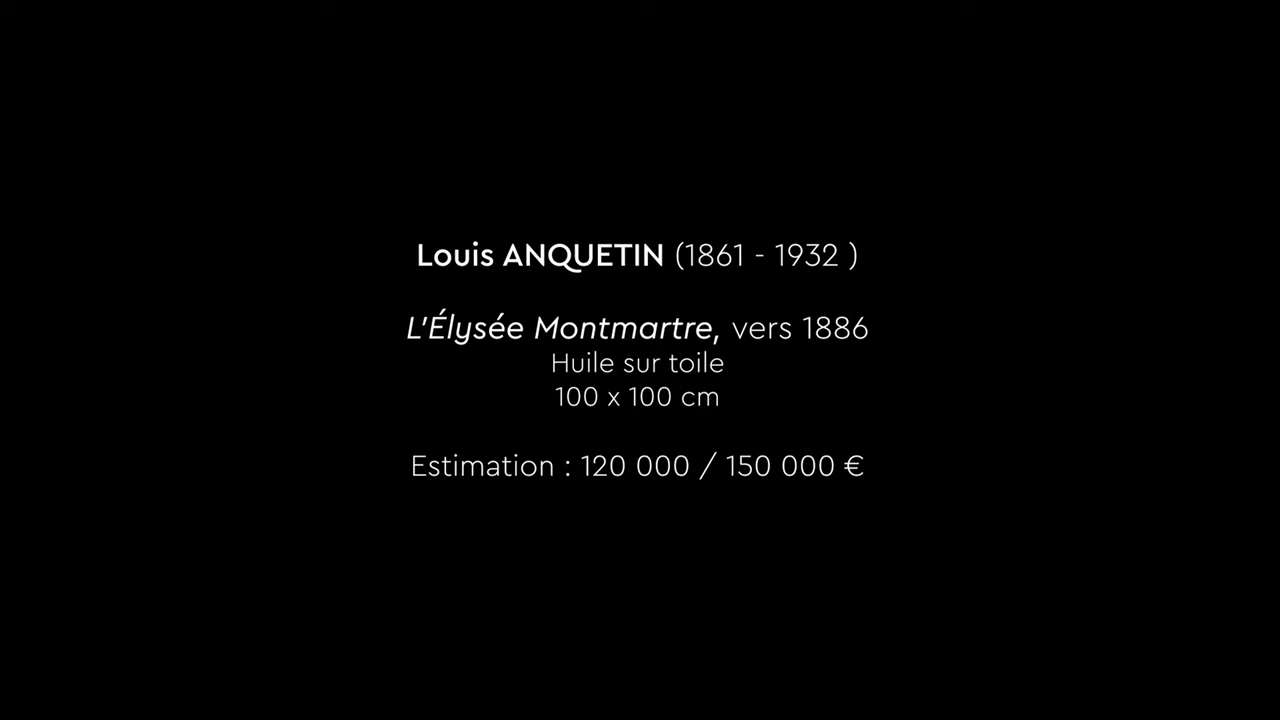 Louis ANQUETIN (1861 - 1932 )
L'Élysée Montmartre, vers 1886
Huile sur toile
100 x 100 cm
Estimation : 120 000 / 150 000 €